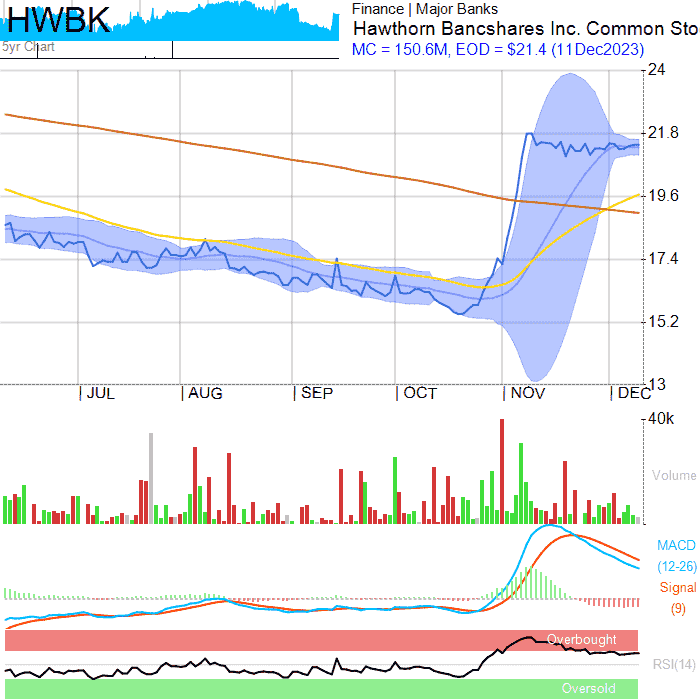 HWBK
5yr Chart
Finance | Major Banks
Hawthorn Bancshares Inc. Common Sto
MC = 150.6M, EOD = $21.4 (11Dec2023)
24
21.8
19.6
17.4
15.2
13
| JUL | AUG | SEP | OCT | NOV | DEC
40k
Volume
MACD
(12-26)
Signal
(9)
Overbought
RSI(14)
Oversold